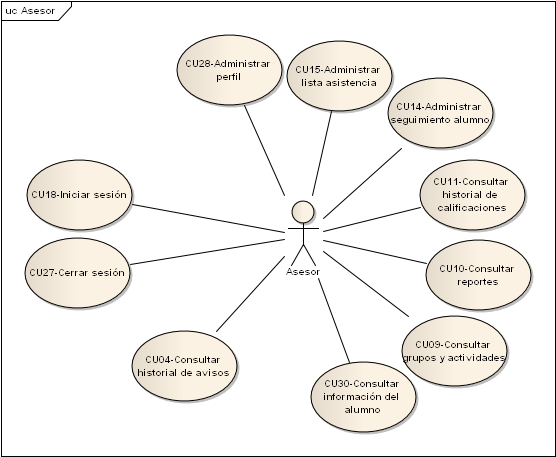 uc Asesor
CU28-Administrar
perfil
CU15-Administrar
lista asistencia
CU14-Administrar
seguimiento alumno
CU11-Consultar
historial de
calificaciones
CU18-Iniciar sesión
CU27-Cerrar sesión
Asesor
CU10-Consultar
reportes
CU09-Consultar
grupos y actividades
CU04-Consultar
historial de avisos
CU30-Consultar
información del
alumno